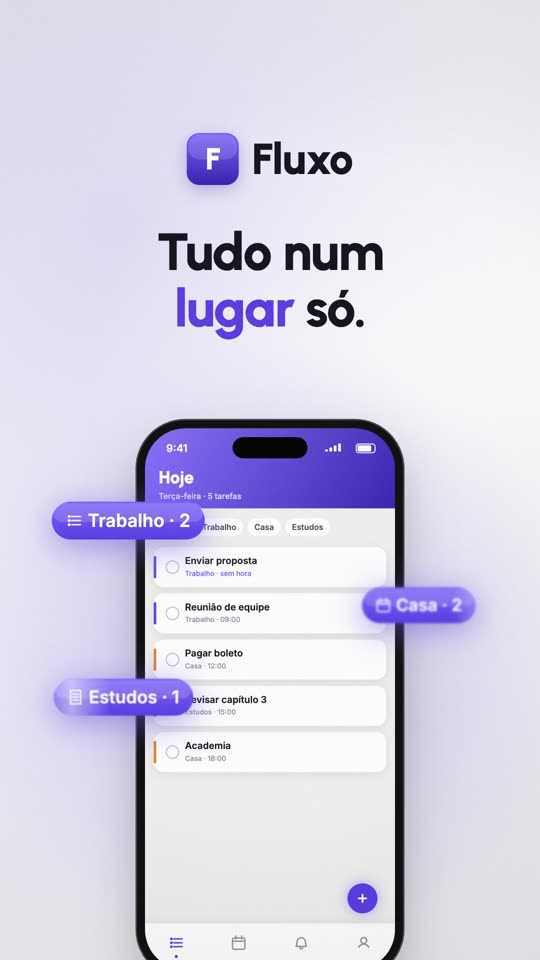 F Fluxo
Tudo num
lugar só.
9:41
Hoje
Terça-feira · 5 tarefas
Trabalho · 2
Trabalho Casa Estudos
Enviar proposta
Trabalho · sem hora
Reunião de equipe
Trabalho · 09:00
Casa · 2
Pagar boleto
Casa · 12:00
Estudos · 1
evisar capítulo 3
Estudos · 15:00
Academia
Casa · 18:00